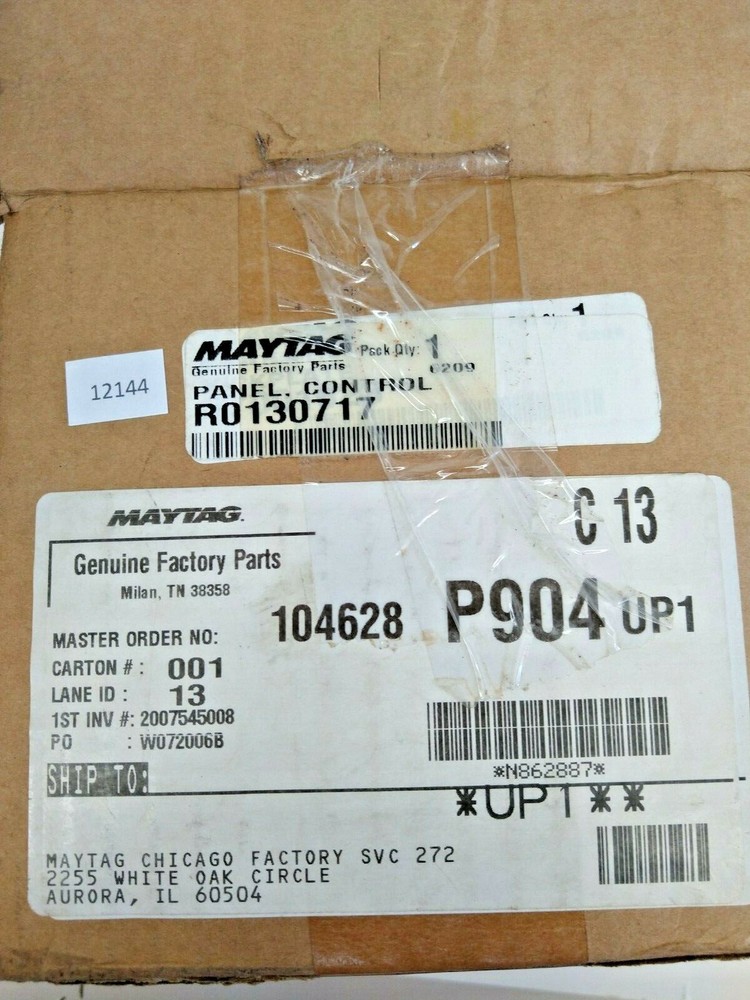 12144
MAYTAG Pack Qty: 1
Genuine Factory Parts 6209
PANEL, CONTROL
R0130717
MAYTAG.
C 13
Genuine Factory Parts
Milan, TN 38358
104628 P904 UP1
MASTER ORDER NO:
CARTON # : 001
LANE ID : 13
1ST INV #: 2007545008
PO : W072006B
*N862887*
SHIP TO:
*UP1**
MAYTAG CHICAGO FACTORY SVC 272
2255 WHITE OAK CIRCLE
AURORA, IL 60504